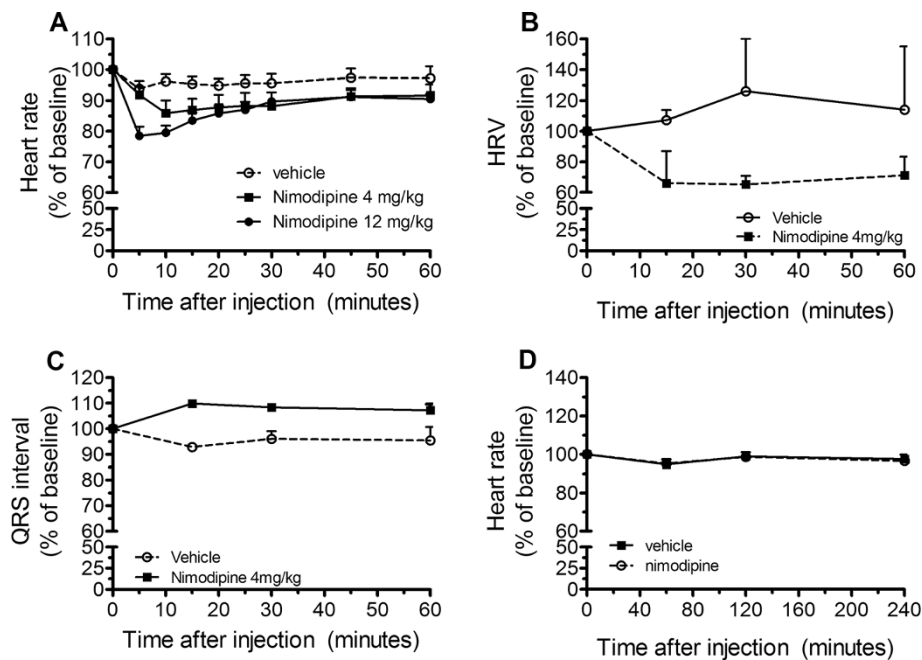 A
Heart rate
(% of baseline)
110
100
90
80
70
60
50
25
0
vehicle
Nimodipine 4 mg/kg
Nimodipine 12 mg/kg
0 10 20 30 40 50 60
Time after injection (minutes)
B
HRV
(% of baseline)
160
140
120
100
80
60
50
25
0
Vehicle
Nimodipine 4mg/kg
0 10 20 30 40 50 60
Time after injection (minutes)
C
QRS interval
(% of baseline)
120
110
100
90
80
70
60
50
25
0
Vehicle
Nimodipine 4mg/kg
0 10 20 30 40 50 60
Time after injection (minutes)
D
Heart rate
(% of baseline)
140
120
100
80
60
50
25
0
vehicle
nimodipine
0 60 120 180 240
Time after injection (minutes)